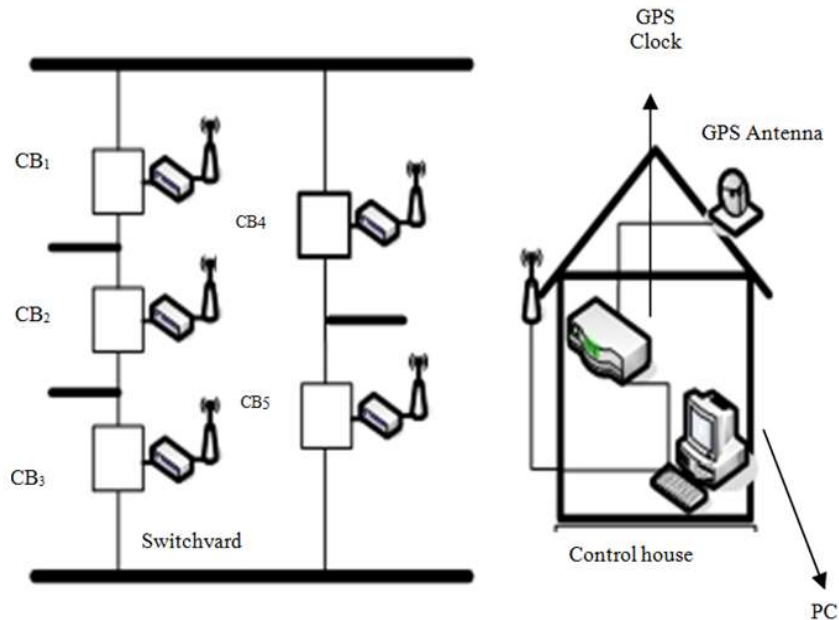 GPS
Clock
GPS Antenna
CB₁
CB4
CB₂
CB5
CB₃
Switchvard
Control house
PC